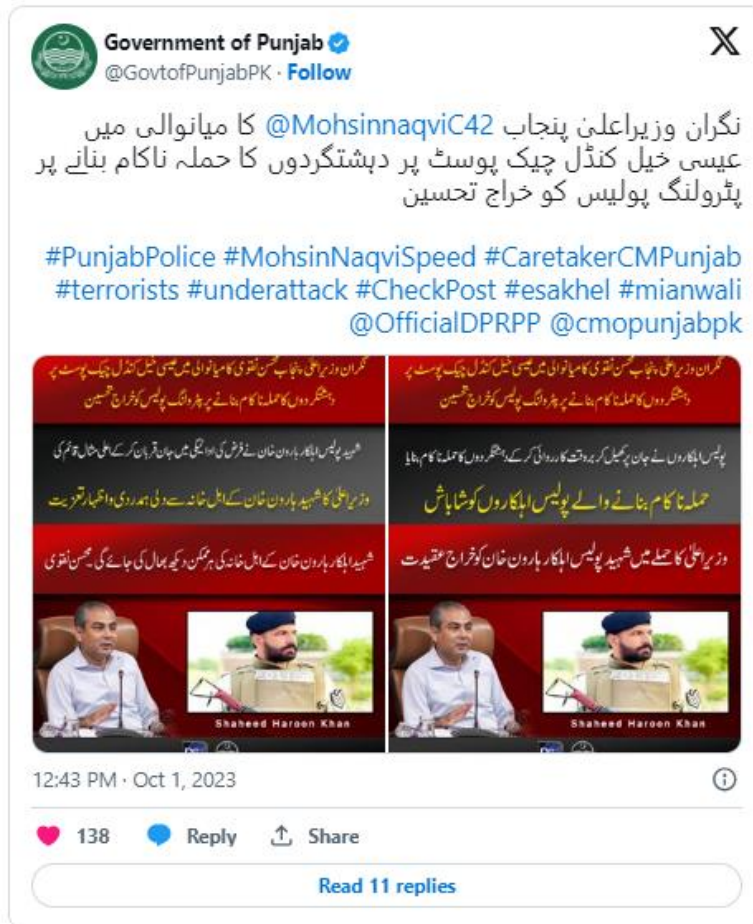 Government of Punjab
@GovtofPunjabPK · Follow
نگران وزیراعلیٰ پنجاب @MohsinnaqviC42 کا میانوالی میں
عیسی خیل کنڈل چیک پوسٹ پر دہشتگردوں کا حملہ ناکام بنانے پر
پٹرولنگ پولیس کو خراج تحسین
#PunjabPolice #MohsinNaqviSpeed #CaretakerCMPunjab
#terrorists #underattack #CheckPost #esakhel #mianwali
@OfficialDPRPP @cmopunjabpk
نگران وزیراعلیٰ پنجاب محسن نقوی کا میانوالی میں عیسی خیل کنڈل چیک پوسٹ پر
دہشتگردوں کا حملہ ناکام بنانے پر پٹرولنگ پولیس کو خراج تحسین
شہید پولیس اہلکار ہارون خان نے فرض کی ادائیگی میں جان قربان کر کے اعلیٰ مثال قائم کی
وزیراعلیٰ کا شہید ہارون خان کے اہل خانہ سے دلی ہمدردی و اظہار تعزیت
شہید اہلکار ہارون خان کے اہل خانہ کی ہر ممکن دیکھ بھال کی جائے گی۔ محسن نقوی
Shaheed Haroon Khan
نگران وزیراعلیٰ پنجاب محسن نقوی کا میانوالی میں عیسی خیل کنڈل چیک پوسٹ پر
دہشتگردوں کا حملہ ناکام بنانے پر پٹرولنگ پولیس کو خراج تحسین
پولیس اہلکاروں نے جان پر کھیل کر بروقت کارروائی کر کے دہشتگردوں کا حملہ ناکام بنایا
حملہ ناکام بنانے والے پولیس اہلکاروں کو شاباش
وزیراعلیٰ کا حملے میں شہید پولیس اہلکار ہارون خان کو خراج عقیدت
Shaheed Haroon Khan
12:43 PM · Oct 1, 2023
138 Reply Share
Read 11 replies